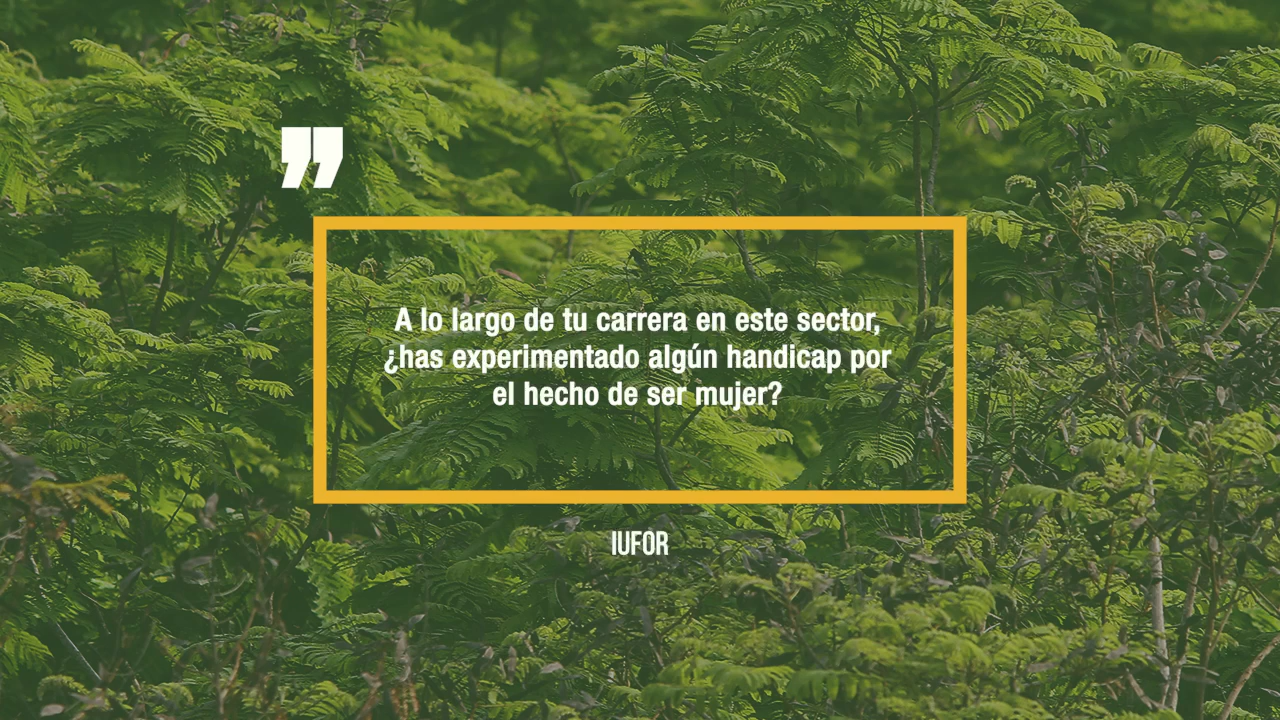 ”
A lo largo de tu carrera en este sector,
¿has experimentado algún handicap por
el hecho de ser mujer?
IUFOR